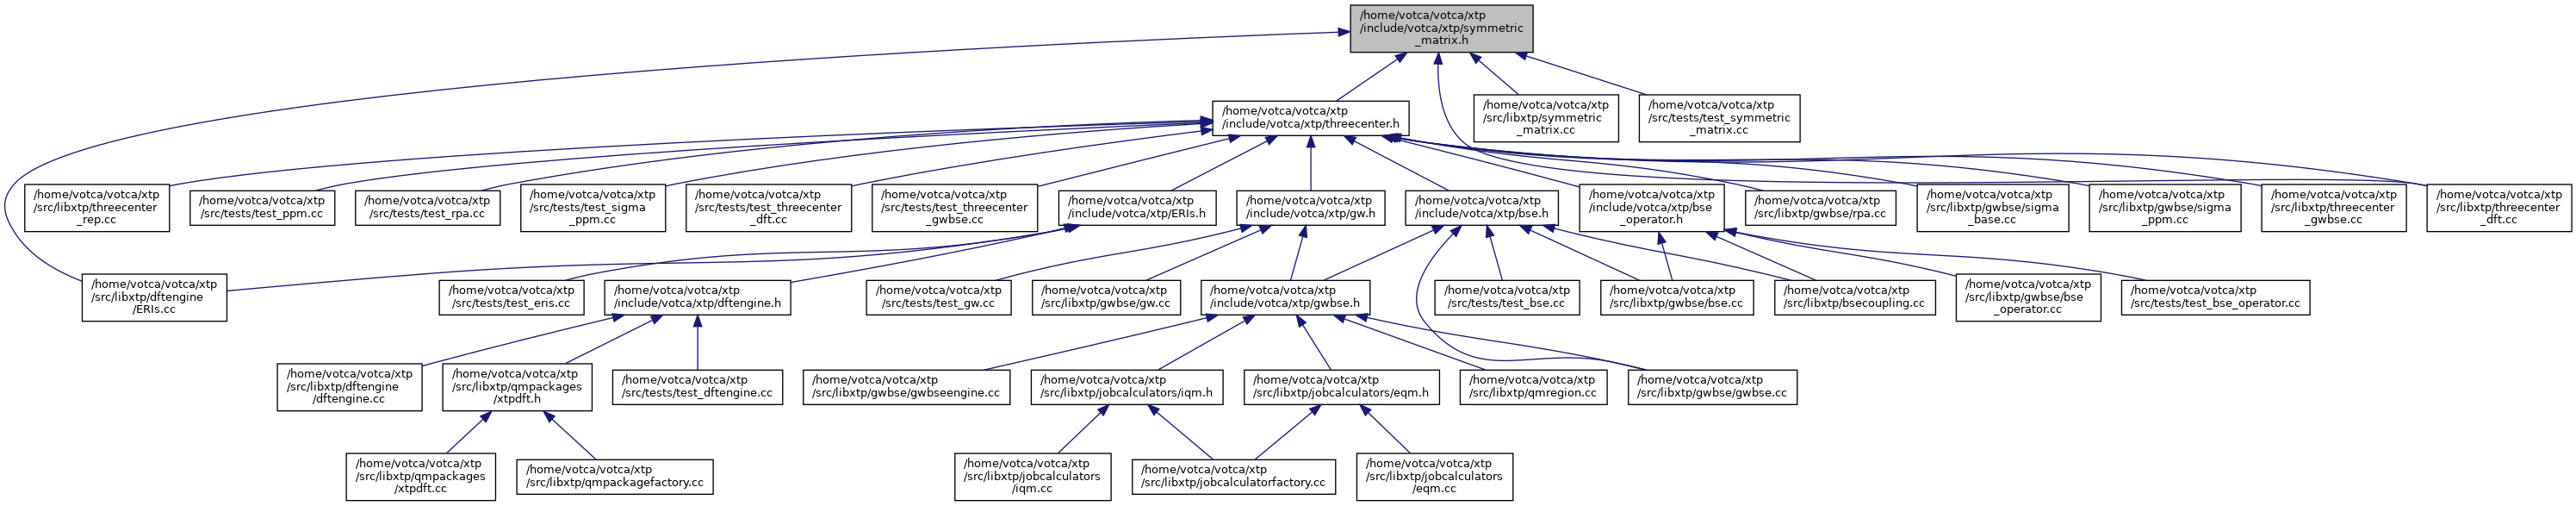 /home/votca/votca/xtp
/include/votca/xtp/symmetric
_matrix.h
/home/votca/votca/xtp
/include/votca/xtp/threecenter.h
/home/votca/votca/xtp
/src/libxtp/symmetric
_matrix.cc
/home/votca/votca/xtp
/src/tests/test_symmetric
_matrix.cc
/home/votca/votca/xtp
/src/libxtp/threecenter
_rep.cc
/home/votca/votca/xtp
/src/tests/test_ppm.cc
/home/votca/votca/xtp
/src/tests/test_rpa.cc
/home/votca/votca/xtp
/src/tests/test_sigma
_ppm.cc
/home/votca/votca/xtp
/src/tests/test_threecenter
_dft.cc
/home/votca/votca/xtp
/src/tests/test_threecenter
_gwbse.cc
/home/votca/votca/xtp
/include/votca/xtp/ERIs.h
/home/votca/votca/xtp
/include/votca/xtp/gw.h
/home/votca/votca/xtp
/include/votca/xtp/bse.h
/home/votca/votca/xtp
/include/votca/xtp/bse
_operator.h
/home/votca/votca/xtp
/src/libxtp/gwbse/rpa.cc
/home/votca/votca/xtp
/src/libxtp/gwbse/sigma
_base.cc
/home/votca/votca/xtp
/src/libxtp/gwbse/sigma
_ppm.cc
/home/votca/votca/xtp
/src/libxtp/threecenter
_gwbse.cc
/home/votca/votca/xtp
/src/libxtp/threecenter
_dft.cc
/home/votca/votca/xtp
/src/libxtp/dftengine
/ERIs.cc
/home/votca/votca/xtp
/src/tests/test_eris.cc
/home/votca/votca/xtp
/include/votca/xtp/dftengine.h
/home/votca/votca/xtp
/src/tests/test_gw.cc
/home/votca/votca/xtp
/src/libxtp/gwbse/gw.cc
/home/votca/votca/xtp
/include/votca/xtp/gwbse.h
/home/votca/votca/xtp
/src/tests/test_bse.cc
/home/votca/votca/xtp
/src/libxtp/gwbse/bse.cc
/home/votca/votca/xtp
/src/libxtp/bsecoupling.cc
/home/votca/votca/xtp
/src/libxtp/gwbse/bse
_operator.cc
/home/votca/votca/xtp
/src/tests/test_bse_operator.cc
/home/votca/votca/xtp
/src/libxtp/dftengine
/dftengine.cc
/home/votca/votca/xtp
/src/libxtp/qmpackages
/xtpdft.h
/home/votca/votca/xtp
/src/tests/test_dftengine.cc
/home/votca/votca/xtp
/src/libxtp/gwbse/gwbseengine.cc
/home/votca/votca/xtp
/src/libxtp/jobcalculators/iqm.h
/home/votca/votca/xtp
/src/libxtp/jobcalculators/eqm.h
/home/votca/votca/xtp
/src/libxtp/qmregion.cc
/home/votca/votca/xtp
/src/libxtp/gwbse/gwbse.cc
/home/votca/votca/xtp
/src/libxtp/qmpackages
/xtpdft.cc
/home/votca/votca/xtp
/src/libxtp/qmpackagefactory.cc
/home/votca/votca/xtp
/src/libxtp/jobcalculators
/iqm.cc
/home/votca/votca/xtp
/src/libxtp/jobcalculatorfactory.cc
/home/votca/votca/xtp
/src/libxtp/jobcalculators
/eqm.cc